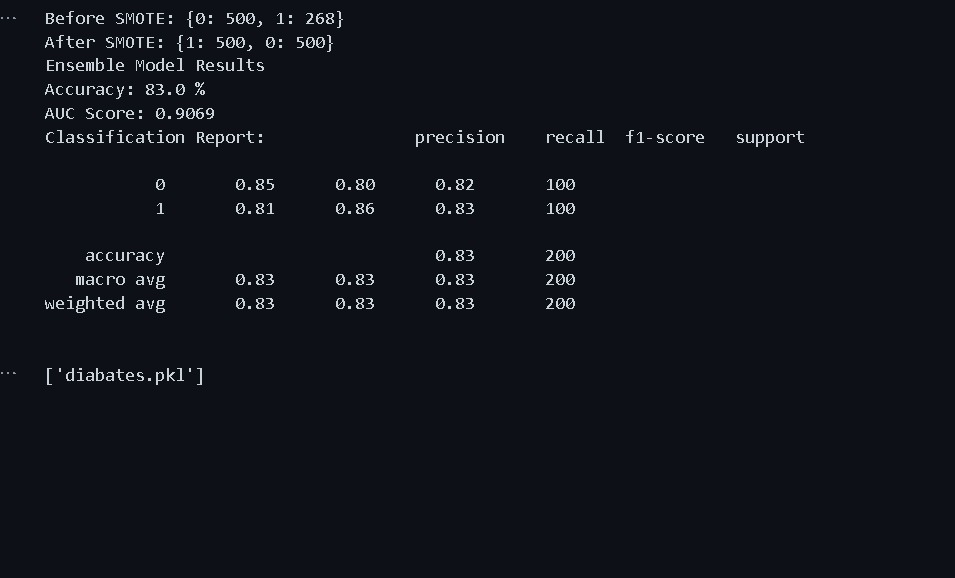 Before SMOTE: {0: 500, 1: 268}
After SMOTE: {1: 500, 0: 500}
Ensemble Model Results
Accuracy: 83.0 %
AUC Score: 0.9069
Classification Report:               precision    recall  f1-score   support
           0       0.85      0.80      0.82       100
           1       0.81      0.86      0.83       100
    accuracy                           0.83       200
   macro avg       0.83      0.83      0.83       200
weighted avg       0.83      0.83      0.83       200
['diabates.pkl']